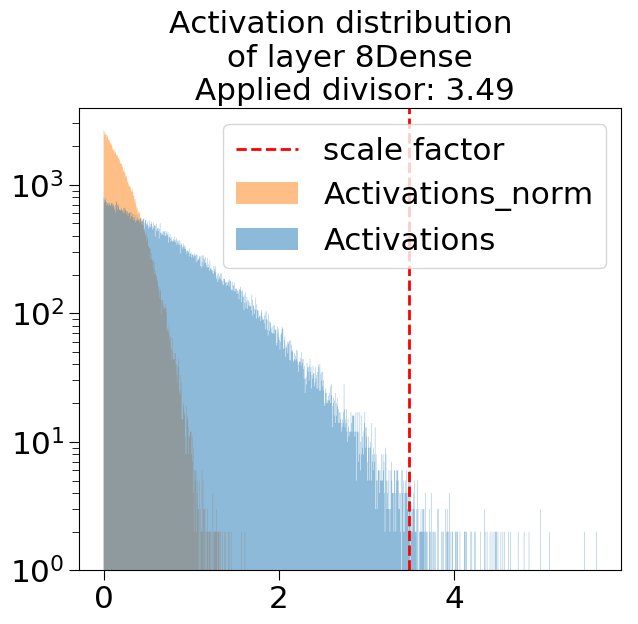 Activation distribution
of layer 8Dense
Applied divisor: 3.49
scale factor
Activations_norm
Activations
10³
10²
10¹
10⁰
0 2 4